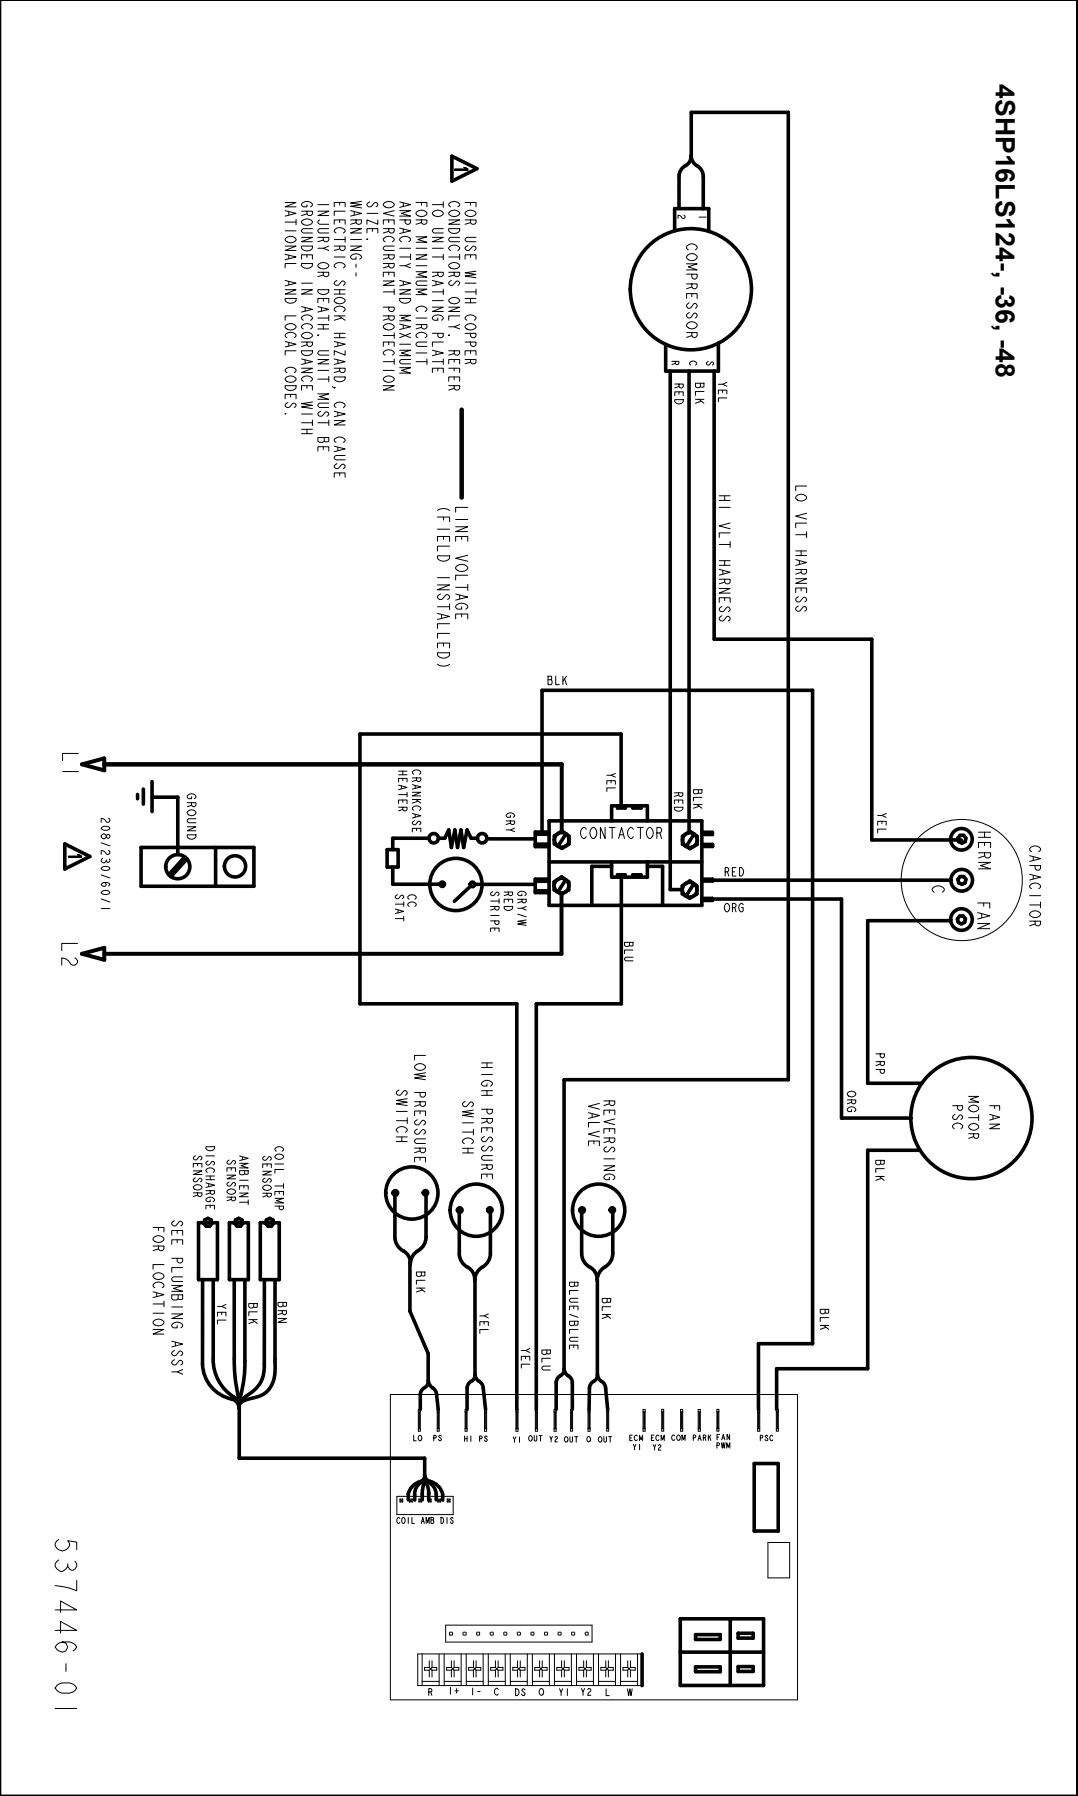 4SHP16LS124-, -36, -48
CAPACITOR
HERM
C
FAN
YEL
FAN
MOTOR
PSC
PRP
ORG
BLK
LO VLT HARNESS
HI VLT HARNESS
COMPRESSOR
1
2
S
C
R
YEL
BLK
RED
BLK
YEL
BLK
RED
RED
ORG
CONTACTOR
BLU
GRY
GRY/W
RED
STRIPE
CRANKCASE
HEATER
CC
STAT
1
FOR USE WITH COPPER
CONDUCTORS ONLY. REFER
TO UNIT RATING PLATE
FOR MINIMUM CIRCUIT
AMPACITY AND MAXIMUM
OVERCURRENT PROTECTION
SIZE.
WARNING--
ELECTRIC SHOCK HAZARD, CAN CAUSE
INJURY OR DEATH. UNIT MUST BE
GROUNDED IN ACCORDANCE WITH
NATIONAL AND LOCAL CODES.
LINE VOLTAGE
(FIELD INSTALLED)
GROUND
L1
208/230/60/1
1
L2
REVERSING
VALVE
HIGH PRESSURE
SWITCH
LOW PRESSURE
SWITCH
BLK
BLK
BLUE/BLUE
BLU
YEL
YEL
BLK
COIL TEMP
SENSOR
AMBIENT
SENSOR
DISCHARGE
SENSOR
BRN
BLK
YEL
SEE PLUMBING ASSY
FOR LOCATION
LO
PS
HI
PS
Y1
OUT
Y2
OUT
O
OUT
ECM
Y1
ECM
Y2
COM
PARK
FAN
PWM
PSC
COIL AMB DIS
R
I+
I-
C
DS
O
Y1
Y2
L
W
537446-01